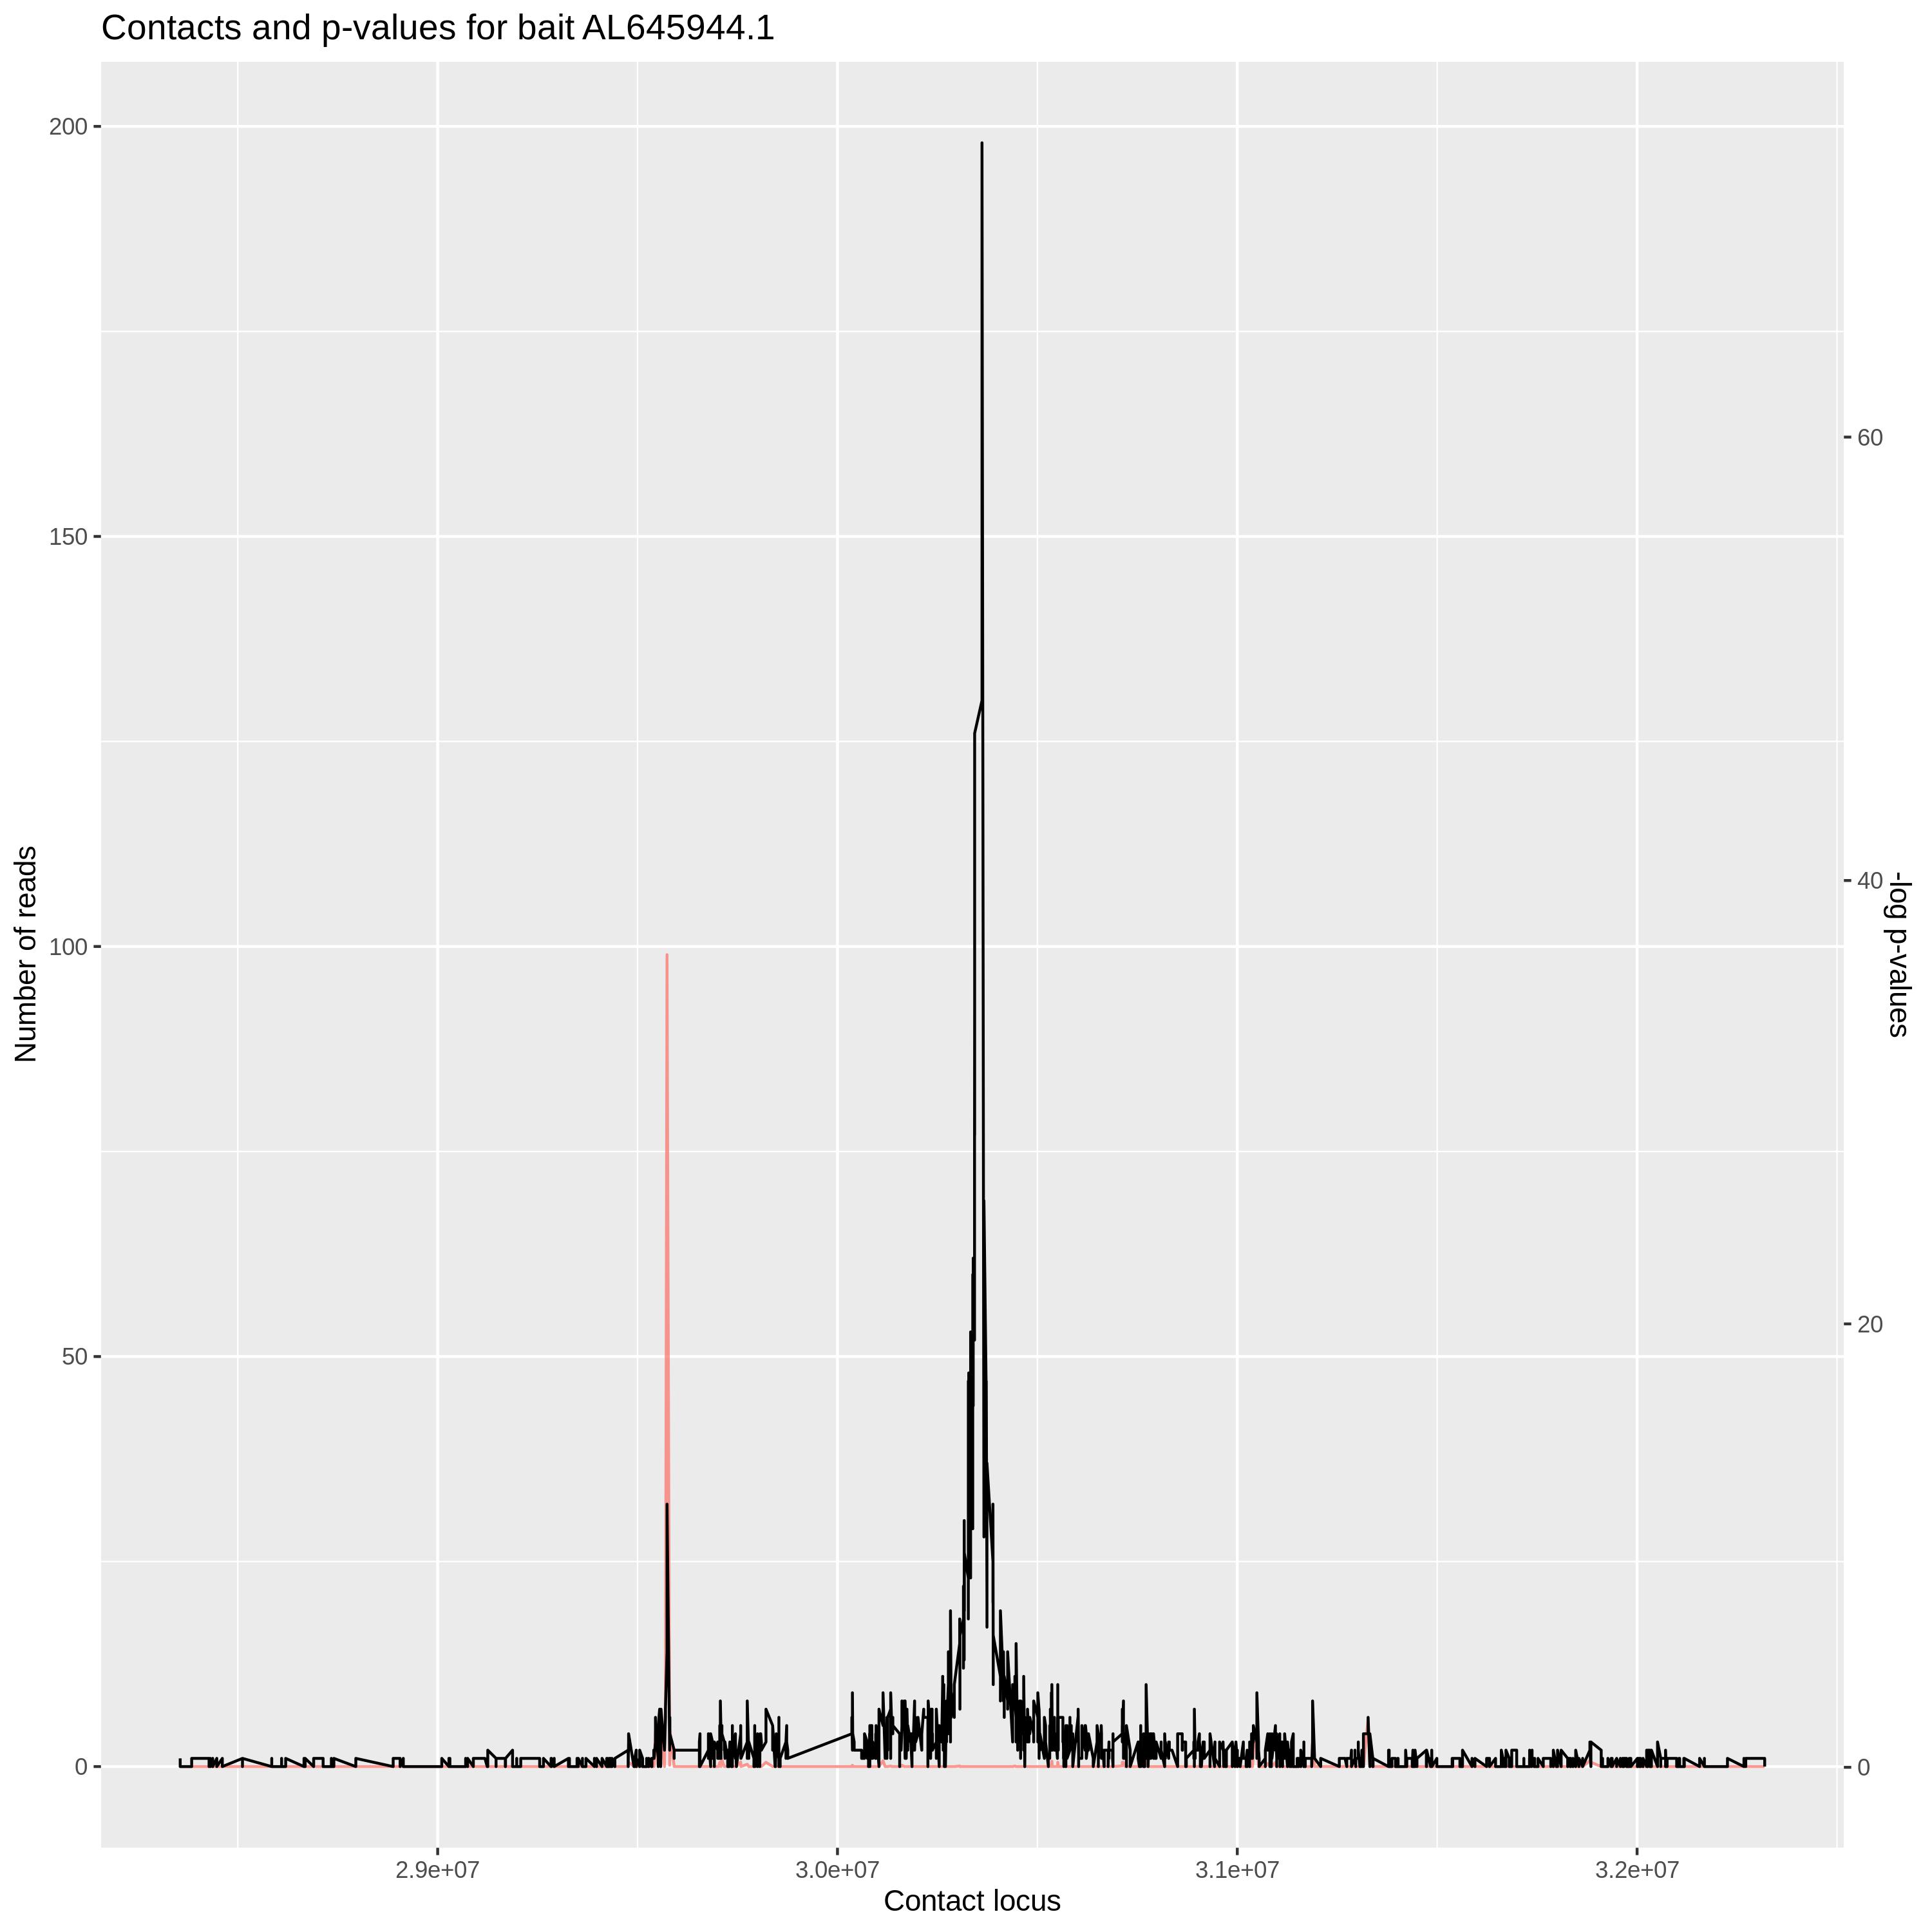 Contacts and p-values for bait AL645944.1
200
150
100
50
0
Number of reads
60
40
20
0
-log p-values
2.9e+07
3.0e+07
3.1e+07
3.2e+07
Contact locus